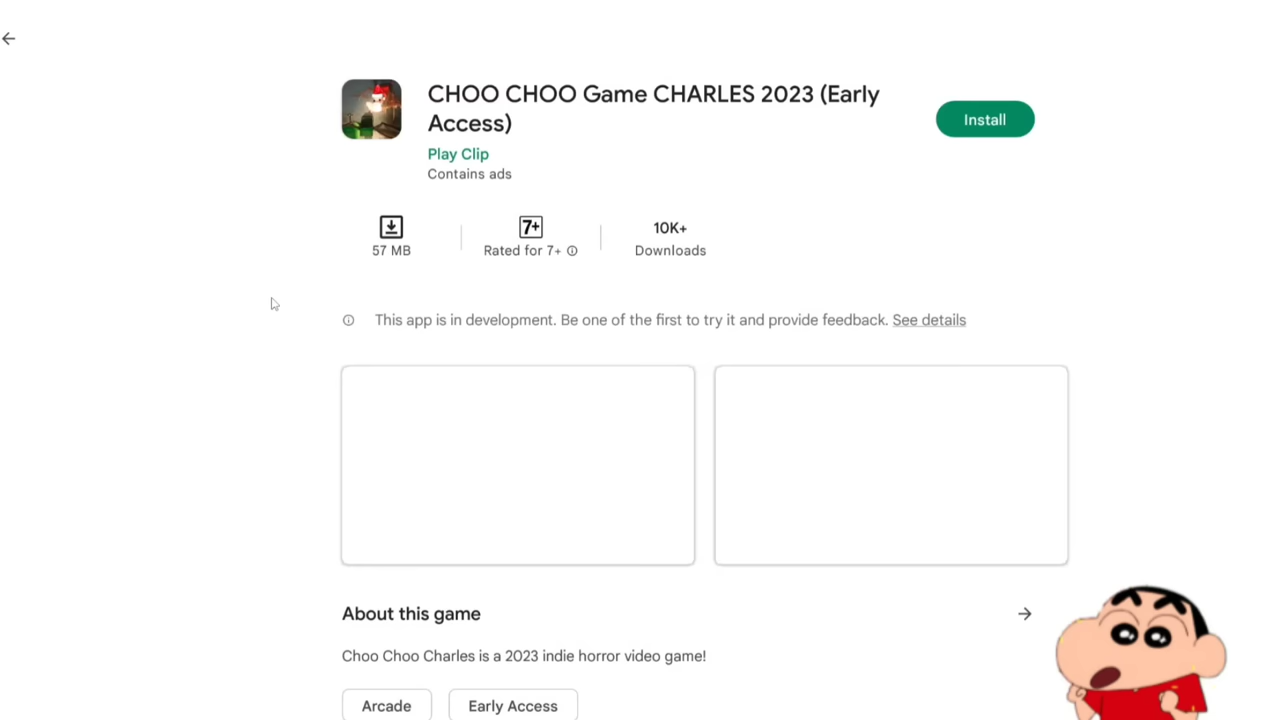 CHOO CHOO Game CHARLES 2023 (Early
Access)
Install
Play Clip
Contains ads
7+
10K+
57 MB
Rated for 7+
Downloads
This app is in development. Be one of the first to try it and provide feedback. See details
About this game
Choo Choo Charles is a 2023 indie horror video game!
Arcade
Early Access